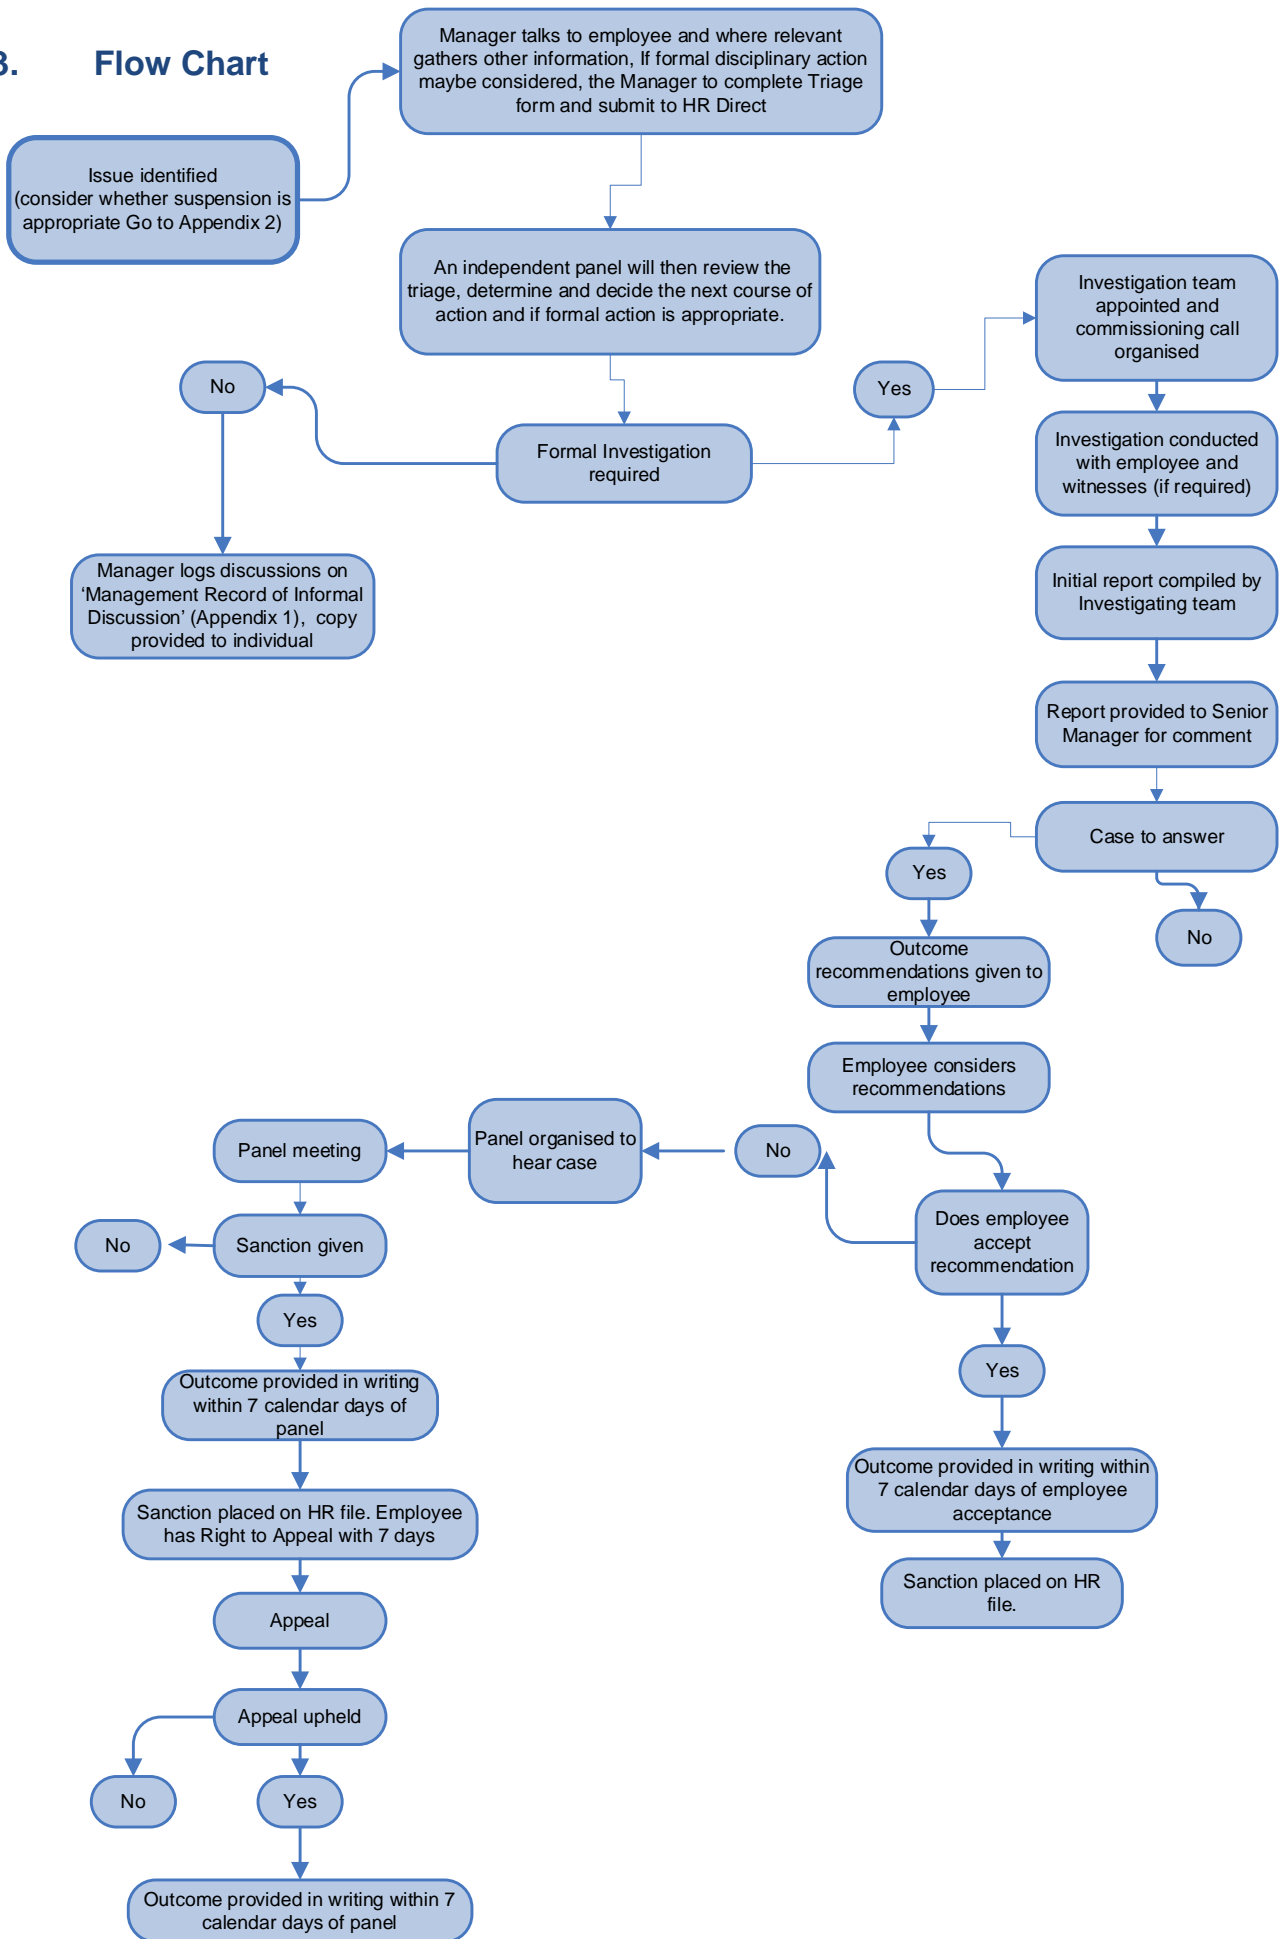 3. Flow Chart
Manager talks to employee and where relevant
gathers other information, If formal disciplinary action
maybe considered, the Manager to complete Triage
form and submit to HR Direct
Issue identified
(consider whether suspension is
appropriate Go to Appendix 2)
An independent panel will then review the
triage, determine and decide the next course of
action and if formal action is appropriate.
Investigation team
appointed and
commissioning call
organised
No
Yes
Formal Investigation
required
Investigation conducted
with employee and
witnesses (if required)
Manager logs discussions on
‘Management Record of Informal
Discussion’ (Appendix 1), copy
provided to individual
Initial report compiled by
Investigating team
Report provided to Senior
Manager for comment
Case to answer
Yes
No
Outcome
recommendations given to
employee
Employee considers
recommendations
Does employee
accept
recommendation
No
Panel organised to
hear case
Panel meeting
Sanction given
No
Yes
Outcome provided in writing
within 7 calendar days of
panel
Sanction placed on HR file. Employee
has Right to Appeal with 7 days
Appeal
Appeal upheld
No
Yes
Outcome provided in writing within 7
calendar days of panel
Yes
Outcome provided in writing within
7 calendar days of employee
acceptance
Sanction placed on HR
file.